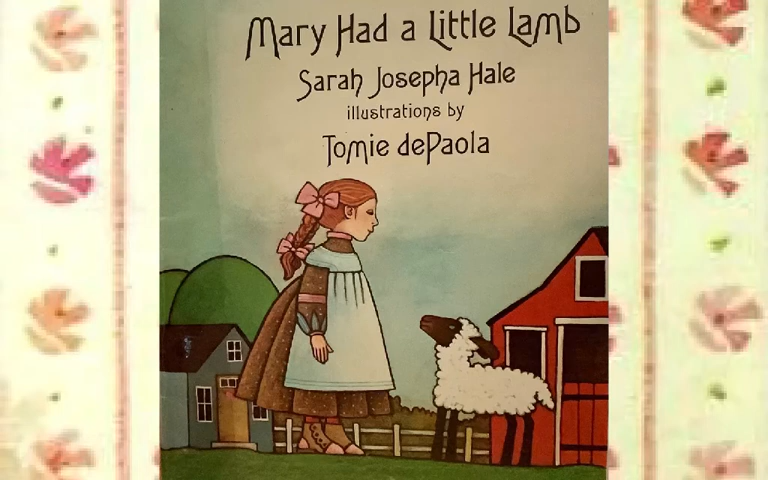 Mary Had a Little Lamb
Sarah Josepha Hale
illustrations by
Tomie dePaola